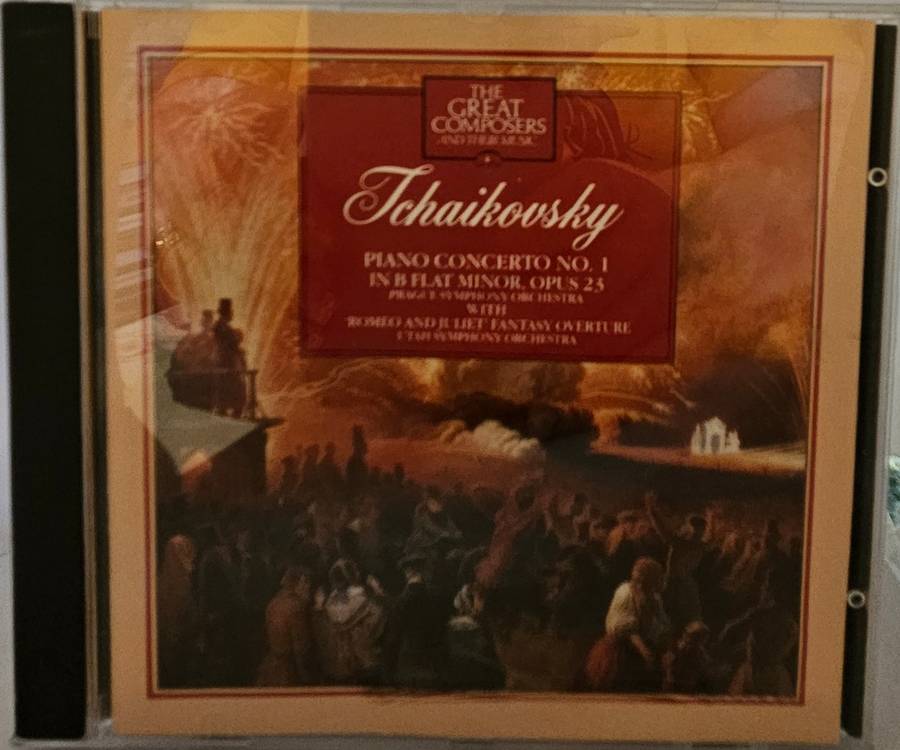 THE
GREAT
COMPOSERS
AND THEIR MUSIC
Tchaikovsky
PIANO CONCERTO NO. 1
IN B FLAT MINOR, OPUS 23
PRAGUE SYMPHONY ORCHESTRA
WITH
'ROMEO AND JULIET' FANTASY OVERTURE
UTAH SYMPHONY ORCHESTRA